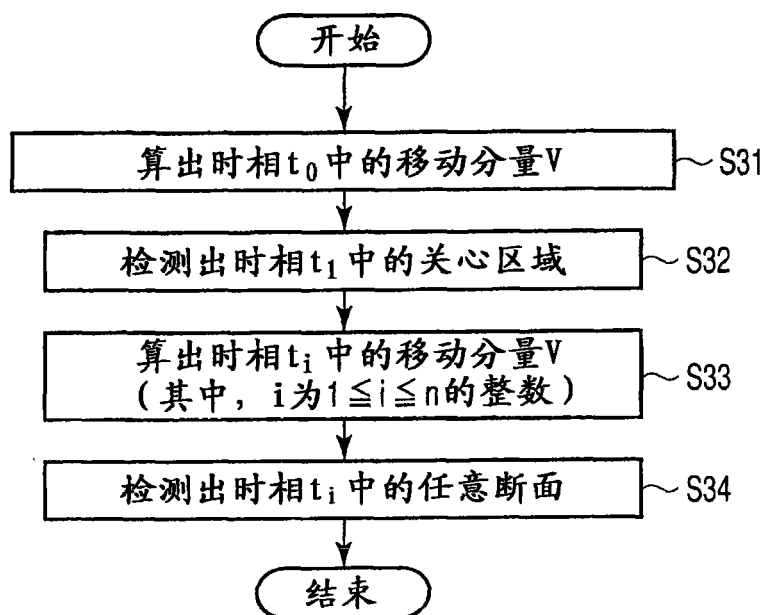 开始
算出时相t₀中的移动分量V
S31
检测出时相t₁中的关心区域
S32
算出时相tᵢ中的移动分量V
(其中, i为1≦i≦n的整数)
S33
检测出时相tᵢ中的任意断面
S34
结束